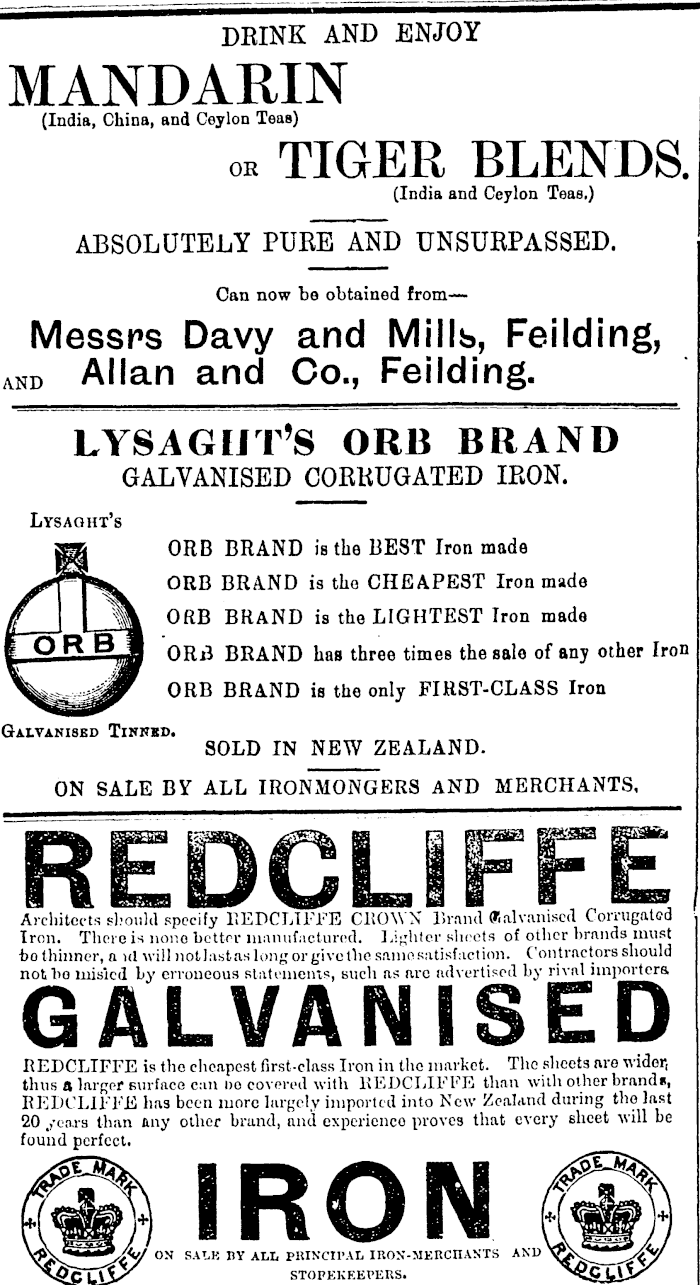 DRINK AND ENJOY
MANDARIN
(India, China, and Ceylon Teas)
OR TIGER BLENDS.
(India and Ceylon Teas.)
ABSOLUTELY PURE AND UNSURPASSED.
Can now be obtained from—
Messrs Davy and Mills, Feilding,
AND Allan and Co., Feilding.
LYSAGHT'S ORB BRAND
GALVANISED CORRUGATED IRON.
LYSAGHT'S
ORB
GALVANISED TINNED.
ORB BRAND is the BEST Iron made
ORB BRAND is the CHEAPEST Iron made
ORB BRAND is the LIGHTEST Iron made
ORB BRAND has three times the sale of any other Iron
ORB BRAND is the only FIRST-CLASS Iron
SOLD IN NEW ZEALAND.
ON SALE BY ALL IRONMONGERS AND MERCHANTS,
REDCLIFFE
Architects should specify REDCLIFFE CROWN Brand Galvanised Corrugated
Iron. There is none better manufactured. Lighter sheets of other brands must
be thinner, and will not last as long or give the same satisfaction. Contractors should
not be misled by erroneous statements, such as are advertised by rival importers
GALVANISED
REDCLIFFE is the cheapest first-class Iron in the market. The sheets are wider,
thus a larger surface can be covered with REDCLIFFE than with other brands,
REDCLIFFE has been more largely imported into New Zealand during the last
20 years than any other brand, and experience proves that every sheet will be
found perfect.
TRADE MARK
REDCLIFFE
IRON
TRADE MARK
REDCLIFFE
ON SALE BY ALL PRINCIPAL IRON-MERCHANTS AND
STOPEKEEPERS.